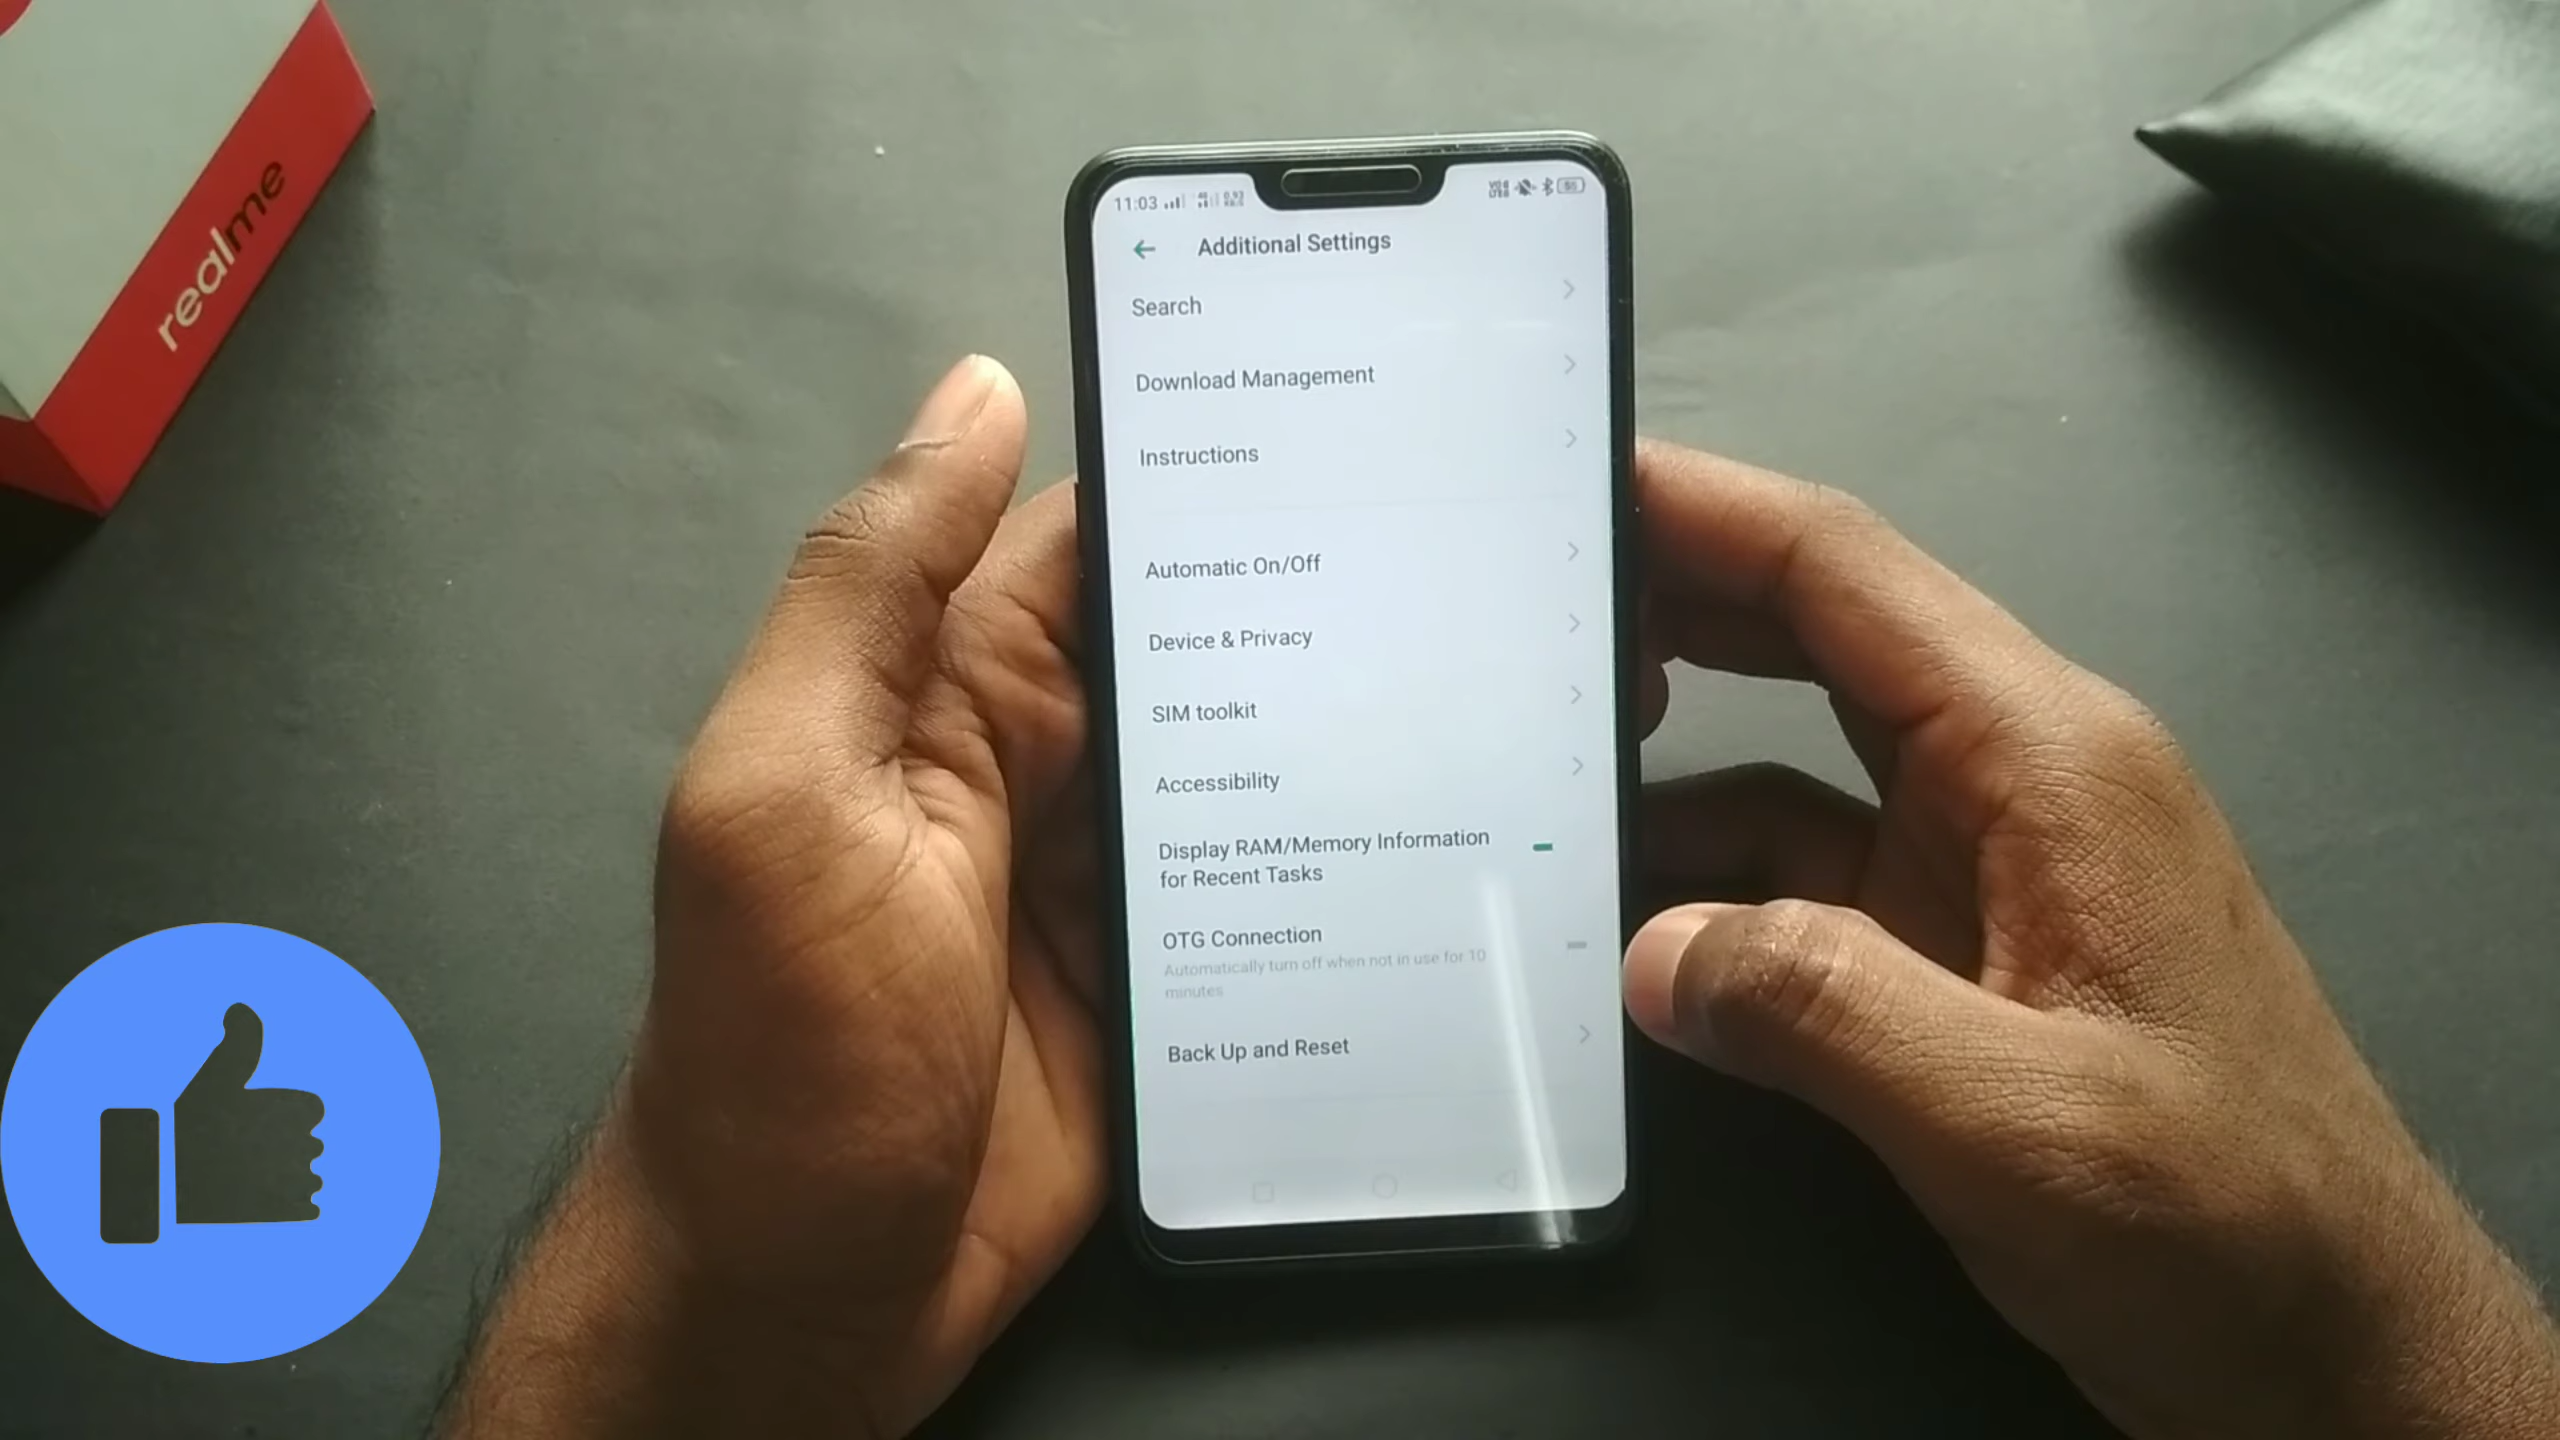 realme
11:03
Additional Settings
Search
Download Management
Instructions
Automatic On/Off
Device & Privacy
SIM toolkit
Accessibility
Display RAM/Memory Information
for Recent Tasks
OTG Connection
Automatically turn off when not in use for 10
minutes
Back Up and Reset